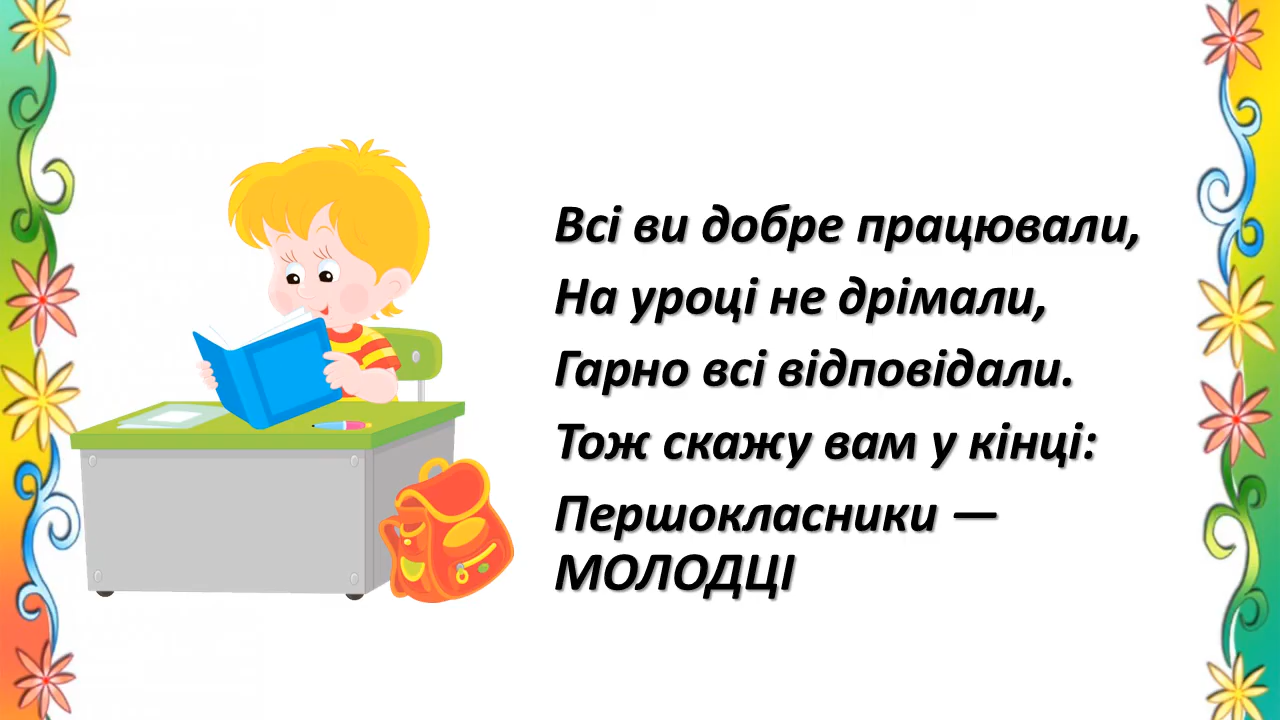 Всі ви добре працювали,
На уроці не дрімали,
Гарно всі відповідали.
Тож скажу вам у кінці:
Першокласники —
МОЛОДЦІ